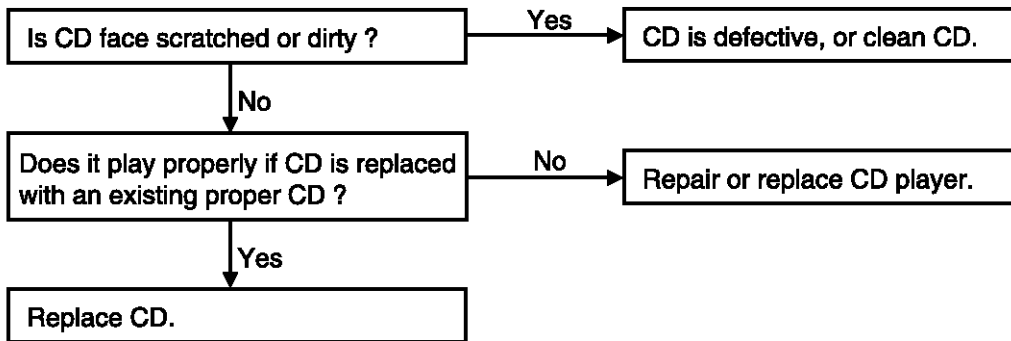 Is CD face scratched or dirty ?
Yes
CD is defective, or clean CD.
No
Does it play properly if CD is replaced
with an existing proper CD ?
No
Repair or replace CD player.
Yes
Replace CD.